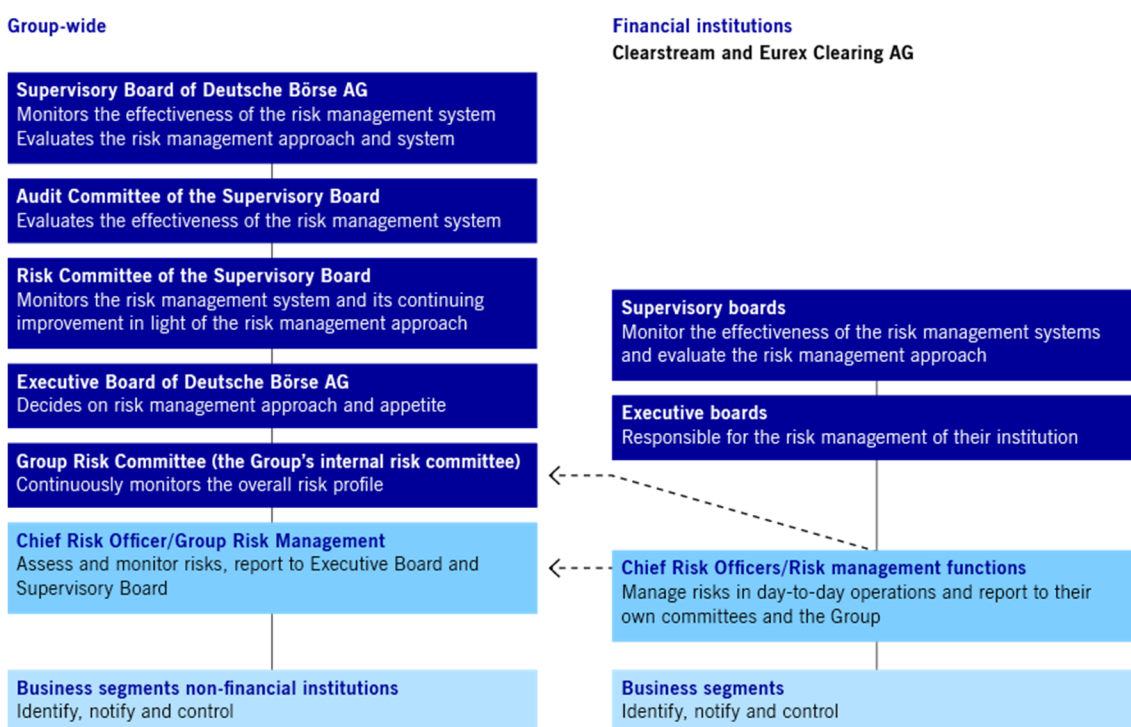 Group-wide
Supervisory Board of Deutsche Börse AG
Monitors the effectiveness of the risk management system
Evaluates the risk management approach and system
Audit Committee of the Supervisory Board
Evaluates the effectiveness of the risk management system
Risk Committee of the Supervisory Board
Monitors the risk management system and its continuing
improvement in light of the risk management approach
Executive Board of Deutsche Börse AG
Decides on risk management approach and appetite
Group Risk Committee (the Group's internal risk committee)
Continuously monitors the overall risk profile
Chief Risk Officer/Group Risk Management
Assess and monitor risks, report to Executive Board and
Supervisory Board
Business segments non-financial institutions
Identify, notify and control
Financial institutions
Clearstream and Eurex Clearing AG
Supervisory boards
Monitor the effectiveness of the risk management systems
and evaluate the risk management approach
Executive boards
Responsible for the risk management of their institution
Chief Risk Officers/Risk management functions
Manage risks in day-to-day operations and report to their
own committees and the Group
Business segments
Identify, notify and control